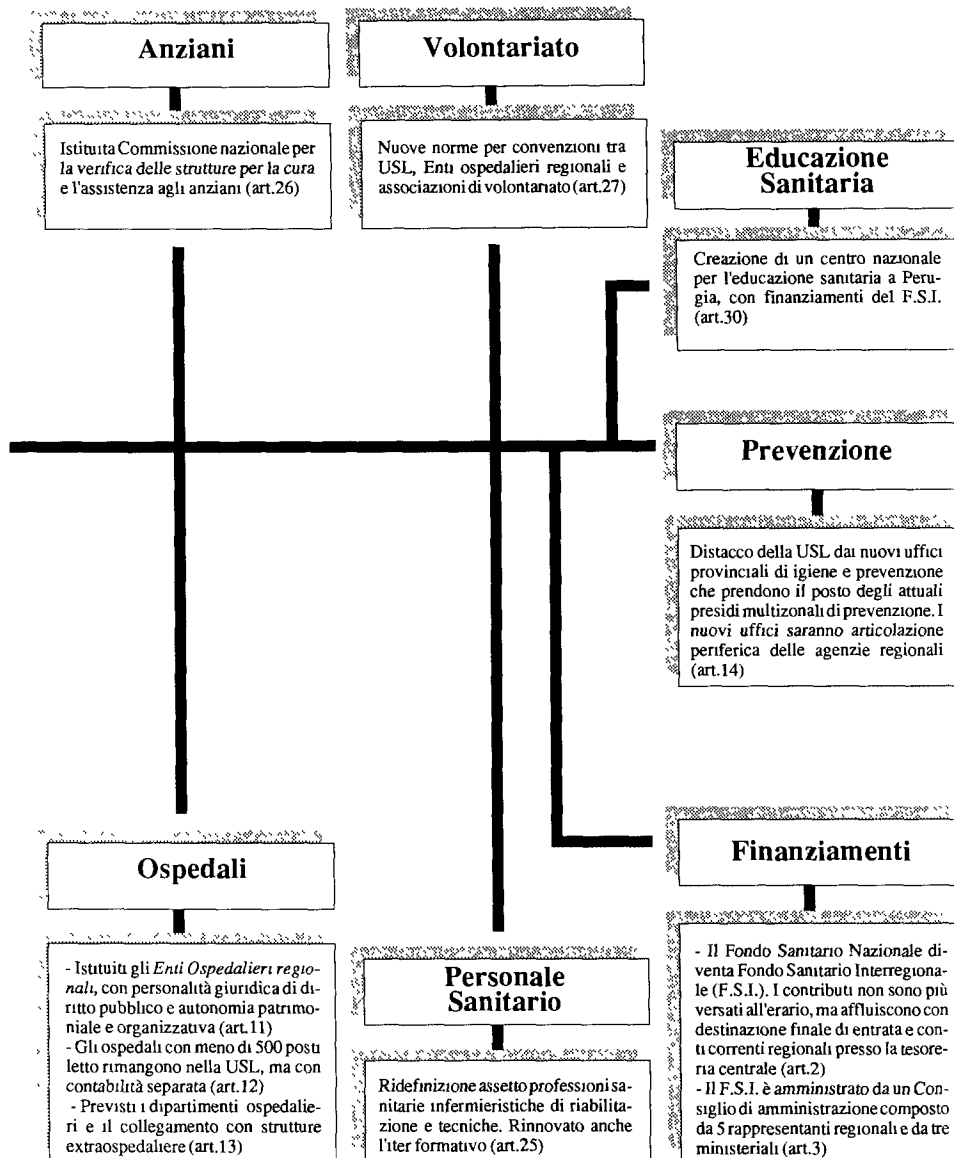 Anziani
Istituita Commissione nazionale per
la verifica delle strutture per la cura
e l'assistenza agli anziani (art.26)
Volontariato
Nuove norme per convenzioni tra
USL, Enti ospedalieri regionali e
associazioni di volontariato (art.27)
Educazione
Sanitaria
Creazione di un centro nazionale
per l'educazione sanitaria a Peru-
gia, con finanziamenti del F.S.I.
(art.30)
Prevenzione
Distacco della USL dai nuovi uffici
provinciali di igiene e prevenzione
che prendono il posto degli attuali
presidi multizonali di prevenzione. I
nuovi uffici saranno articolazione
periferica delle agenzie regionali
(art.14)
Ospedali
- Istituiti gli Enti Ospedalieri regio-
nali, con personalità giuridica di di-
ritto pubblico e autonomia patrimo-
niale e organizzativa (art.11)
- Gli ospedali con meno di 500 posti
letto rimangono nella USL, ma con
contabilità separata (art.12)
- Previsti i dipartimenti ospedalie-
ri e il collegamento con strutture
extraospedaliere (art.13)
Personale
Sanitario
Ridefinizione assetto professioni sa-
nitarie infermieristiche di riabilita-
zione e tecniche. Rinnovato anche
l'iter formativo (art.25)
Finanziamenti
- Il Fondo Sanitario Nazionale di-
venta Fondo Sanitario Interregiona-
le (F.S.I.). I contributi non sono più
versati all'erario, ma affluiscono con
destinazione finale di entrata e con-
ti correnti regionali presso la tesore-
ria centrale (art.2)
- Il F.S.I. è amministrato da un Con-
siglio di amministrazione composto
da 5 rappresentanti regionali e da tre
ministeriali (art.3)